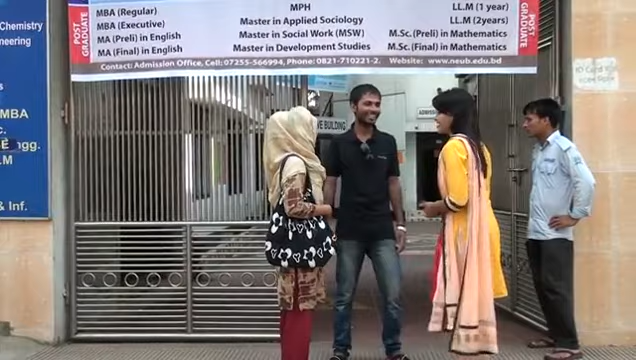 Chemistry
neering
MBA
gg.
.M
& Inf.
POST GRADUATE
MBA (Regular)
MBA (Executive)
MA (Preli) in English
MA (Final) in English
MPH
Master in Applied Sociology
Master in Social Work (MSW)
Master in Development Studies
LL.M (1 year)
LL.M (2years)
M.Sc. (Preli) in Mathematics
M.Sc. (Final) in Mathematics
POST GRADUATE
Contact: Admission Office, Cell: 07255-566994, Phone: 0821-710221-2. Website: www.neub.edu.bd
BUILDING